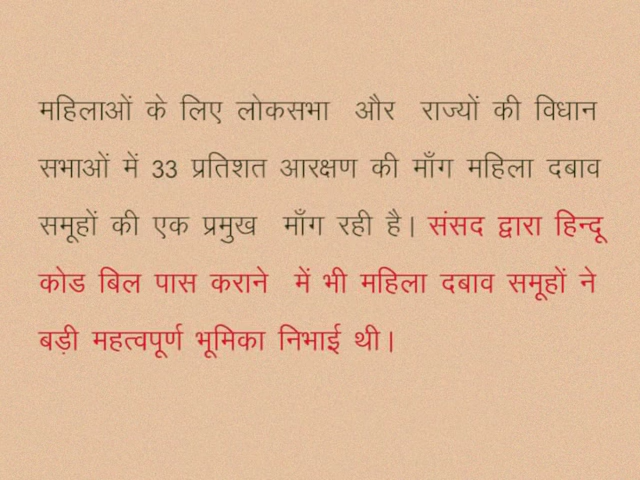 महिलाओं के लिए लोकसभा और राज्यों की विधान
सभाओं में 33 प्रतिशत आरक्षण की माँग महिला दबाव
समूहों की एक प्रमुख माँग रही है। संसद द्वारा हिन्दू
कोड बिल पास कराने में भी महिला दबाव समूहों ने
बड़ी महत्वपूर्ण भूमिका निभाई थी।